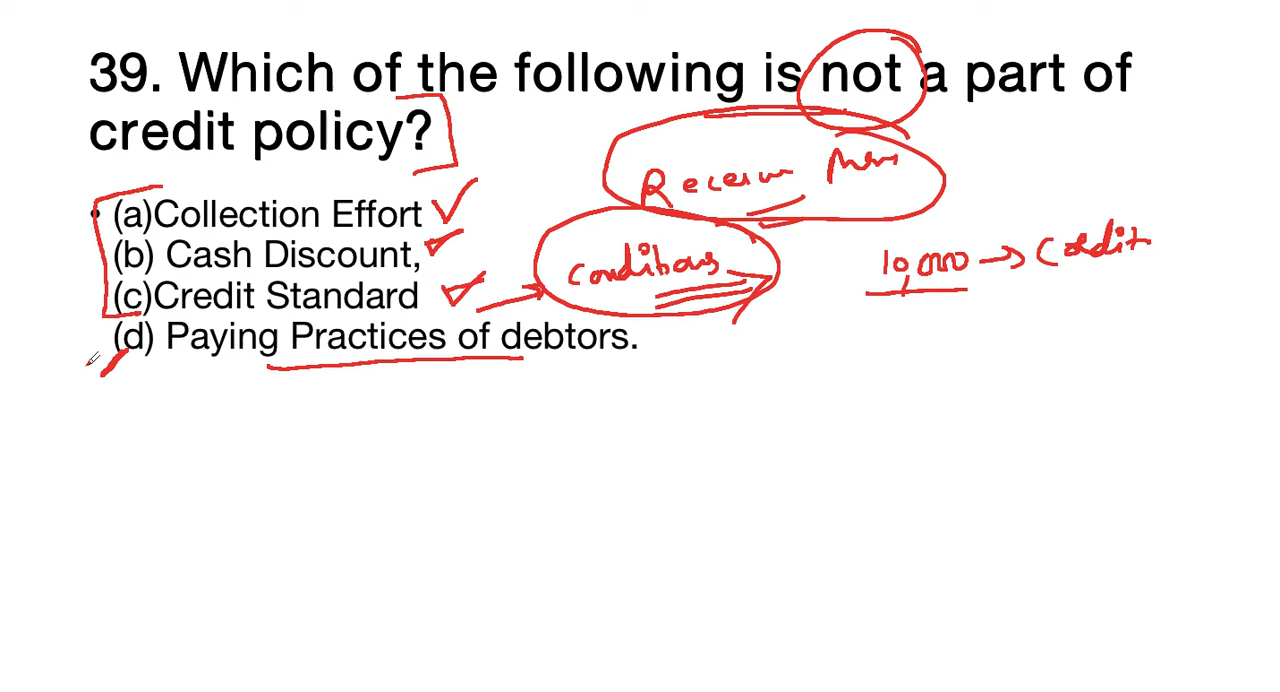 39. Which of the following is not a part of
credit policy?
• (a)Collection Effort
(b) Cash Discount,
(c)Credit Standard
(d) Paying Practices of debtors.
Conditions
10,000 → Credit